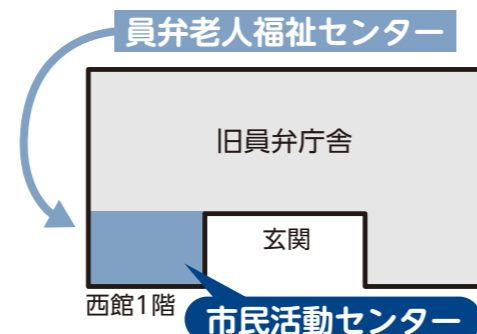 員弁老人福祉センター
旧員弁庁舎
玄関
西館1階
市民活動センター